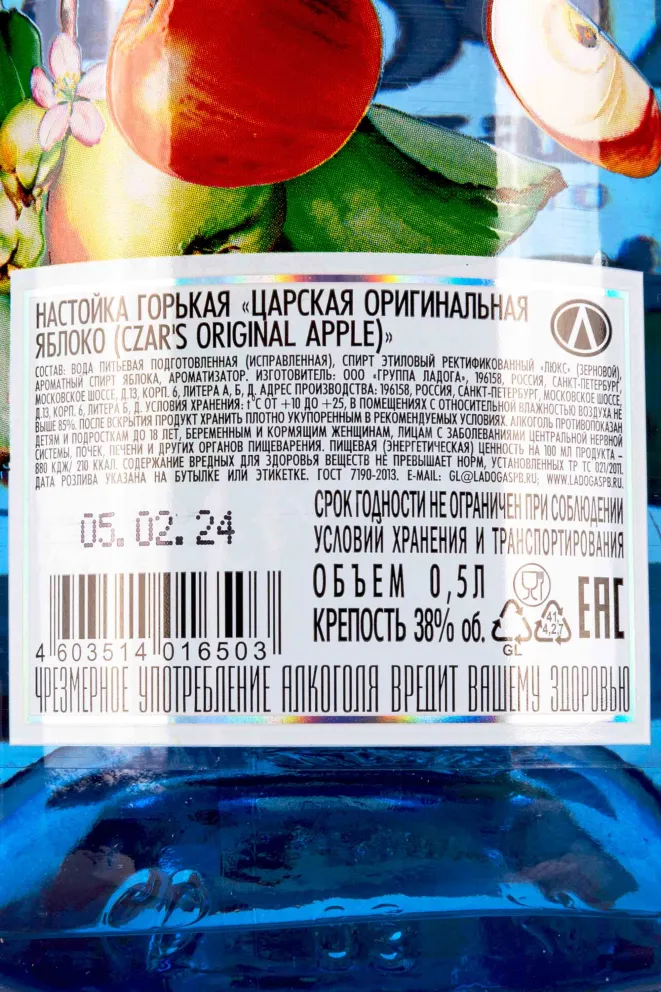 НАСТОЙКА ГОРЬКАЯ «ЦАРСКАЯ ОРИГИНАЛЬНАЯ
ЯБЛОКО (CZAR'S ORIGINAL APPLE)»
СОСТАВ: ВОДА ПИТЬЕВАЯ ПОДГОТОВЛЕННАЯ (ИСПРАВЛЕННАЯ), СПИРТ ЭТИЛОВЫЙ РЕКТИФИКОВАННЫЙ «ЛЮКС» (ЗЕРНОВОЙ),
АРОМАТНЫЙ СПИРТ ЯБЛОКА, АРОМАТИЗАТОР. ИЗГОТОВИТЕЛЬ: ООО «ГРУППА ЛАДОГА», 196158, РОССИЯ, САНКТ-ПЕТЕРБУРГ,
МОСКОВСКОЕ ШОССЕ, Д.13, КОРП. 6, ЛИТЕРА А, Б, Д. АДРЕС ПРОИЗВОДСТВА: 196158, РОССИЯ, САНКТ-ПЕТЕРБУРГ, МОСКОВСКОЕ ШОССЕ,
Д.13, КОРП. 6, ЛИТЕРА Б, Д. УСЛОВИЯ ХРАНЕНИЯ: t°С ОТ +10 ДО +25, В ПОМЕЩЕНИЯХ С ОТНОСИТЕЛЬНОЙ ВЛАЖНОСТЬЮ ВОЗДУХА НЕ
ВЫШЕ 85%. ПОСЛЕ ВСКРЫТИЯ ПРОДУКТ ХРАНИТЬ ПЛОТНО УКУПОРЕННЫМ В РЕКОМЕНДУЕМЫХ УСЛОВИЯХ. АЛКОГОЛЬ ПРОТИВОПОКАЗАН
ДЕТЯМ И ПОДРОСТКАМ ДО 18 ЛЕТ, БЕРЕМЕННЫМ И КОРМЯЩИМ ЖЕНЩИНАМ, ЛИЦАМ С ЗАБОЛЕВАНИЯМИ ЦЕНТРАЛЬНОЙ НЕРВНОЙ
СИСТЕМЫ, ПОЧЕК, ПЕЧЕНИ И ДРУГИХ ОРГАНОВ ПИЩЕВАРЕНИЯ. ПИЩЕВАЯ (ЭНЕРГЕТИЧЕСКАЯ) ЦЕННОСТЬ НА 100 МЛ ПРОДУКТА –
880 КДЖ/ 210 ККАЛ. СОДЕРЖАНИЕ ВРЕДНЫХ ДЛЯ ЗДОРОВЬЯ ВЕЩЕСТВ НЕ ПРЕВЫШАЕТ НОРМ, УСТАНОВЛЕННЫХ ТР ТС 021/2011.
ДАТА РОЗЛИВА УКАЗАНА НА БУТЫЛКЕ ИЛИ ЭТИКЕТКЕ. ГОСТ 7190-2013. E-MAIL: GL@LADOGASPB.RU; WWW.LADOGASPB.RU.
СРОК ГОДНОСТИ НЕ ОГРАНИЧЕН ПРИ СОБЛЮДЕНИИ
УСЛОВИЙ ХРАНЕНИЯ И ТРАНСПОРТИРОВАНИЯ
05.02.24
ОБЪЕМ 0,5Л
КРЕПОСТЬ 38% об.
GL
41,
4,2,7
EAC
4 603514 016503
ЧРЕЗМЕРНОЕ УПОТРЕБЛЕНИЕ АЛКОГОЛЯ ВРЕДИТ ВАШЕМУ ЗДОРОВЬЮ